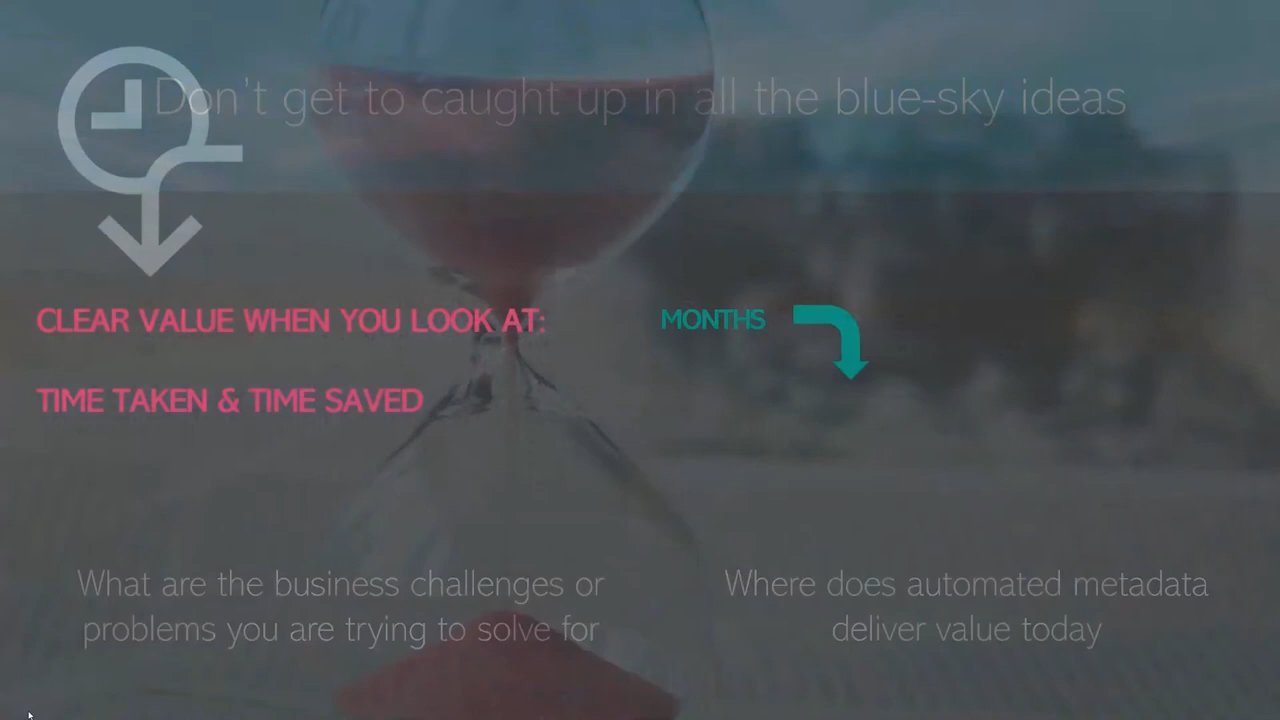 Don't get to caught up in all the blue-sky ideas
CLEAR VALUE WHEN YOU LOOK AT:
MONTHS
TIME TAKEN & TIME SAVED
What are the business challenges or
problems you are trying to solve for
Where does automated metadata
deliver value today